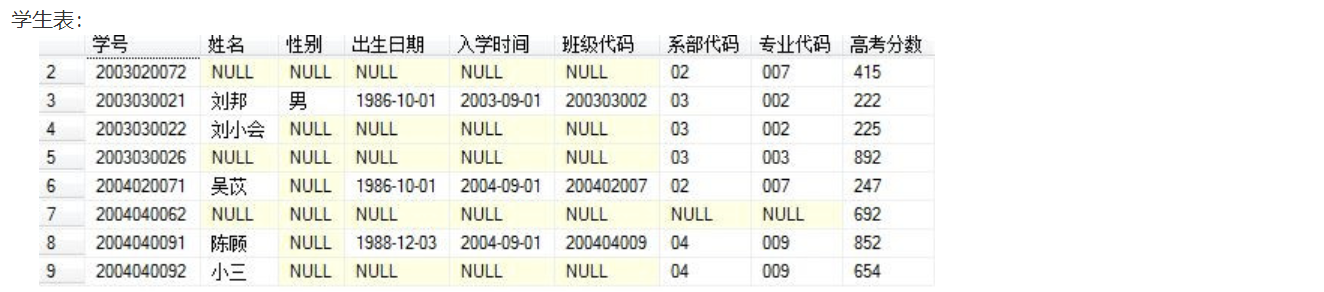 学生表：
学号 姓名 性别 出生日期 入学时间 班级代码 系部代码 专业代码 高考分数
2 2003020072 NULL NULL NULL NULL NULL 02 007 415
3 2003030021 刘邦 男 1986-10-01 2003-09-01 200303002 03 002 222
4 2003030022 刘小会 NULL NULL NULL NULL 03 002 225
5 2003030026 NULL NULL NULL NULL NULL 03 003 892
6 2004020071 吴苡 NULL 1986-10-01 2004-09-01 200402007 02 007 247
7 2004040062 NULL NULL NULL NULL NULL NULL NULL 692
8 2004040091 陈顾 NULL 1988-12-03 2004-09-01 200404009 04 009 852
9 2004040092 小三 NULL NULL NULL NULL 04 009 654